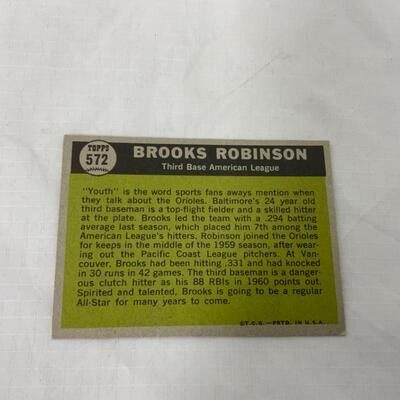 TOPPS
572
BROOKS ROBINSON
Third Base American League
"Youth" is the word sports fans aways mention when
they talk about the Orioles. Baltimore's 24 year old
third baseman is a top-flight fielder and a skilled hitter
at the plate. Brooks led the team with a .294 batting
average last season, which placed him 7th among the
American League's hitters. Robinson joined the Orioles
for keeps in the middle of the 1959 season, after wear-
ing out the Pacific Coast League pitchers. At Van-
couver, Brooks had been hitting .331 and had knocked
in 30 runs in 42 games. The third baseman is a danger-
ous clutch hitter as his 88 RBIs in 1960 points out.
Spirited and talented, Brooks is going to be a regular
All-Star for many years to come.
©T.C.G.—PRTD. IN U.S.A.